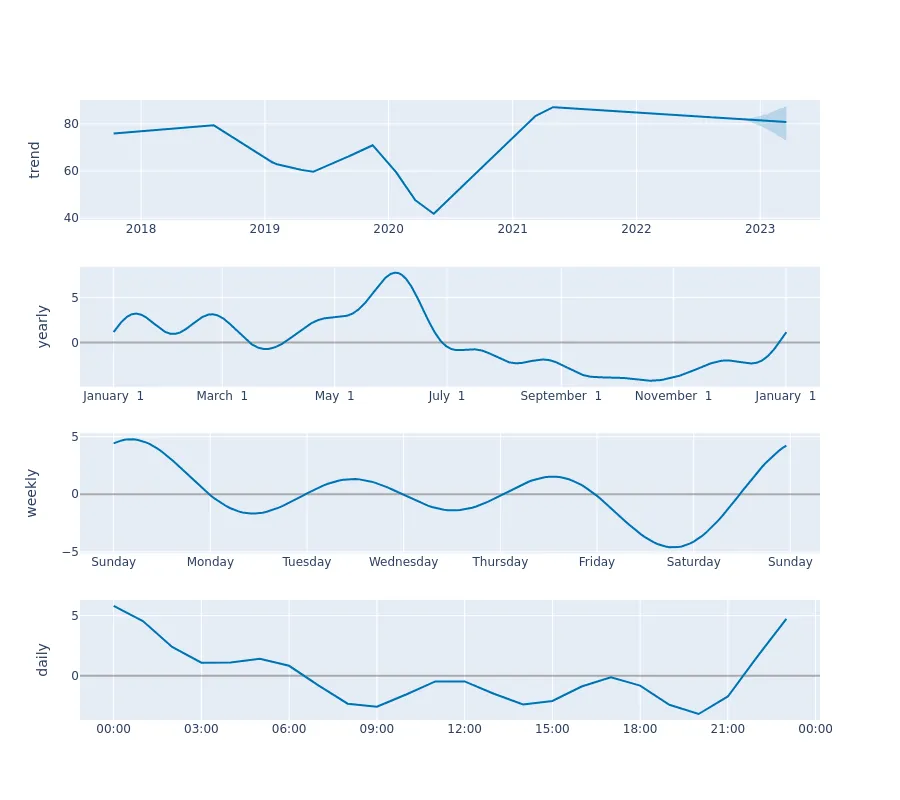 trend
80
60
40
2018 2019 2020 2021 2022 2023
yearly
5
0
January 1 March 1 May 1 July 1 September 1 November 1 January 1
weekly
5
0
−5
Sunday Monday Tuesday Wednesday Thursday Friday Saturday Sunday
daily
5
0
00:00 03:00 06:00 09:00 12:00 15:00 18:00 21:00 00:00